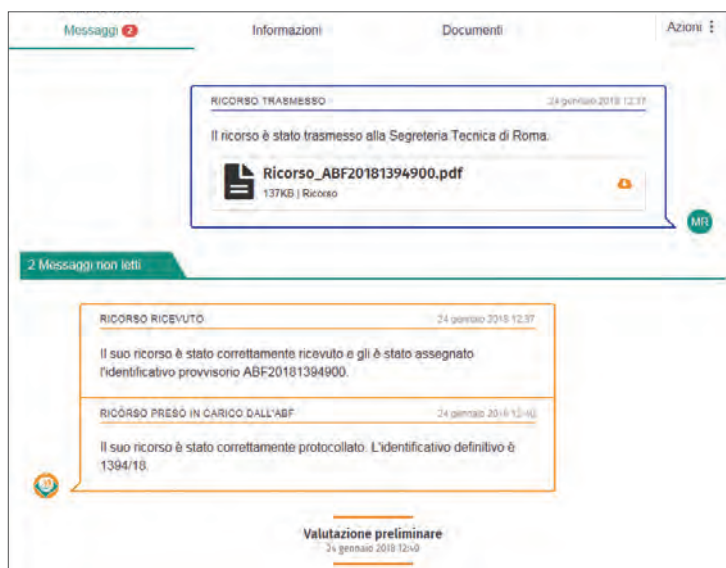 Messaggi 2
Informazioni
Documenti
Azioni
RICORSO TRASMESSO 24 gennaio 2018 12.37
Il ricorso è stato trasmesso alla Segreteria Tecnica di Roma.
Ricorso_ABF20181394900.pdf
137KB | Ricorso
MR
2 Messaggi non letti
RICORSO RICEVUTO 24 gennaio 2018 12.37
Il suo ricorso è stato correttamente ricevuto e gli è stato assegnato
l'identificativo provvisorio ABF20181394900.
RICORSO PRESO IN CARICO DALL'ABF 24 gennaio 2018 12:40
Il suo ricorso è stato correttamente protocollato. L'identificativo definitivo è
1394/18.
Valutazione preliminare
24 gennaio 2018 12:40